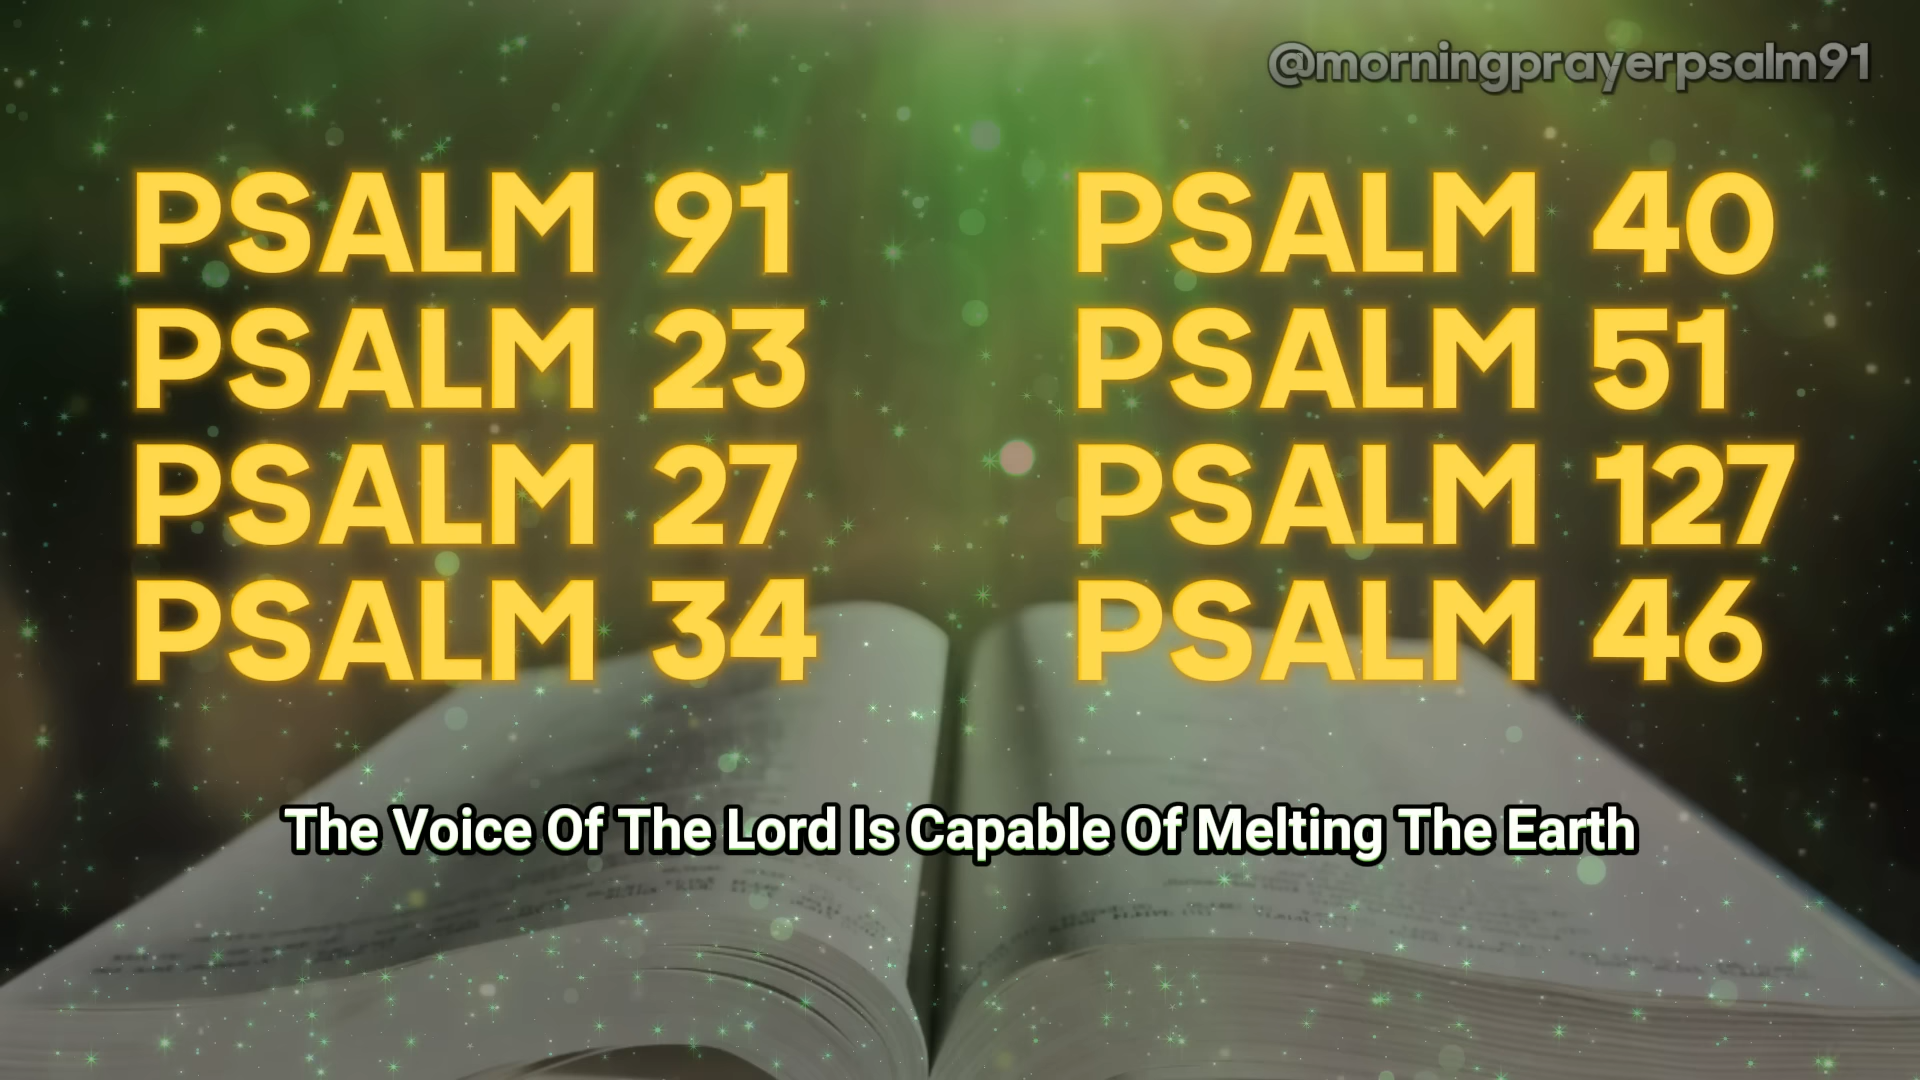 @morningprayerpsalm91
PSALM 91
PSALM 23
PSALM 27
PSALM 34
PSALM 40
PSALM 51
PSALM 127
PSALM 46
The Voice Of The Lord Is Capable Of Melting The Earth